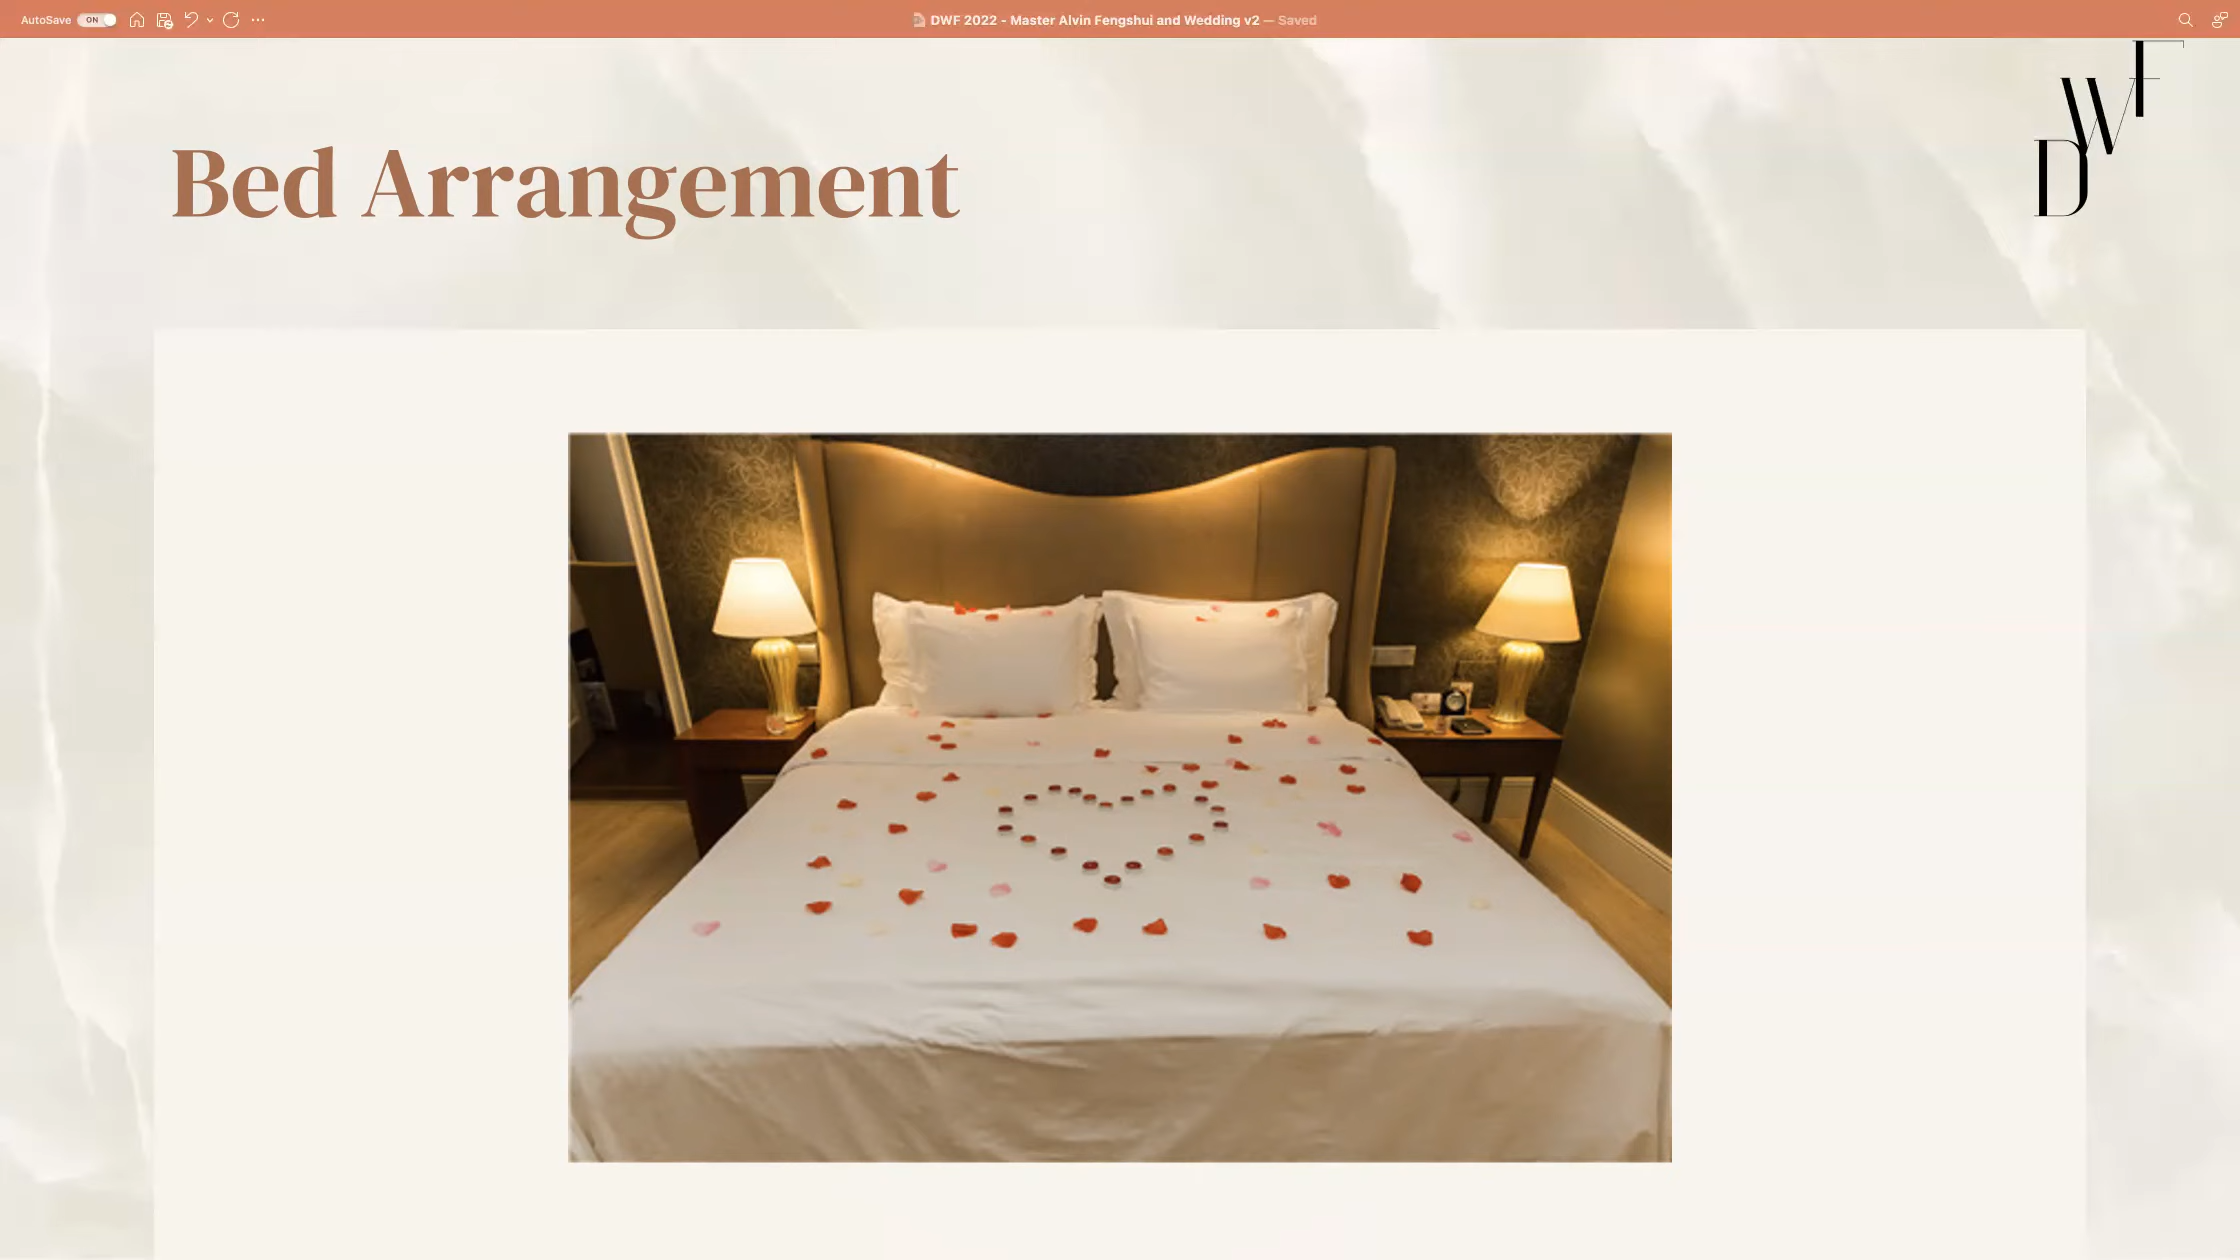 AutoSave ON DWF 2022 - Master Alvin Fengshui and Wedding v2 — Saved
DWF
Bed Arrangement